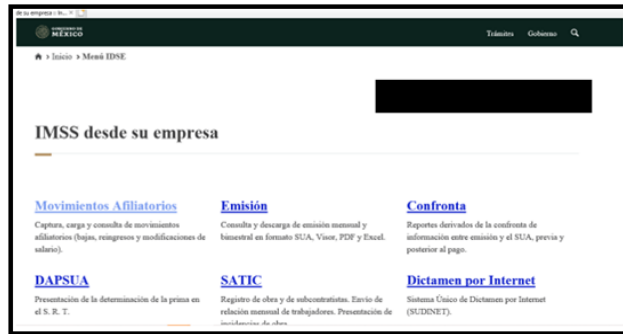 de su empresa :: In...
GOBIERNO DE
MÉXICO
Trámites Gobierno
> Inicio > Menú IDSE
IMSS desde su empresa
Movimientos Afiliatorios
Captura, carga y consulta de movimientos
afiliatorios (bajas, reingresos y modificaciones de
salario).
Emisión
Consulta y descarga de emisión mensual y
bimestral en formato SUA, Visor, PDF y Excel.
Confronta
Reportes derivados de la confronta de
información entre emisión y el SUA, previa y
posterior al pago.
DAPSUA
Presentación de la determinación de la prima en
el S. R. T.
SATIC
Registro de obra y de subcontratistas. Envío de
relación mensual de trabajadores. Presentación de
incidencias de obra
Dictamen por Internet
Sistema Único de Dictamen por Internet
(SUDINET).